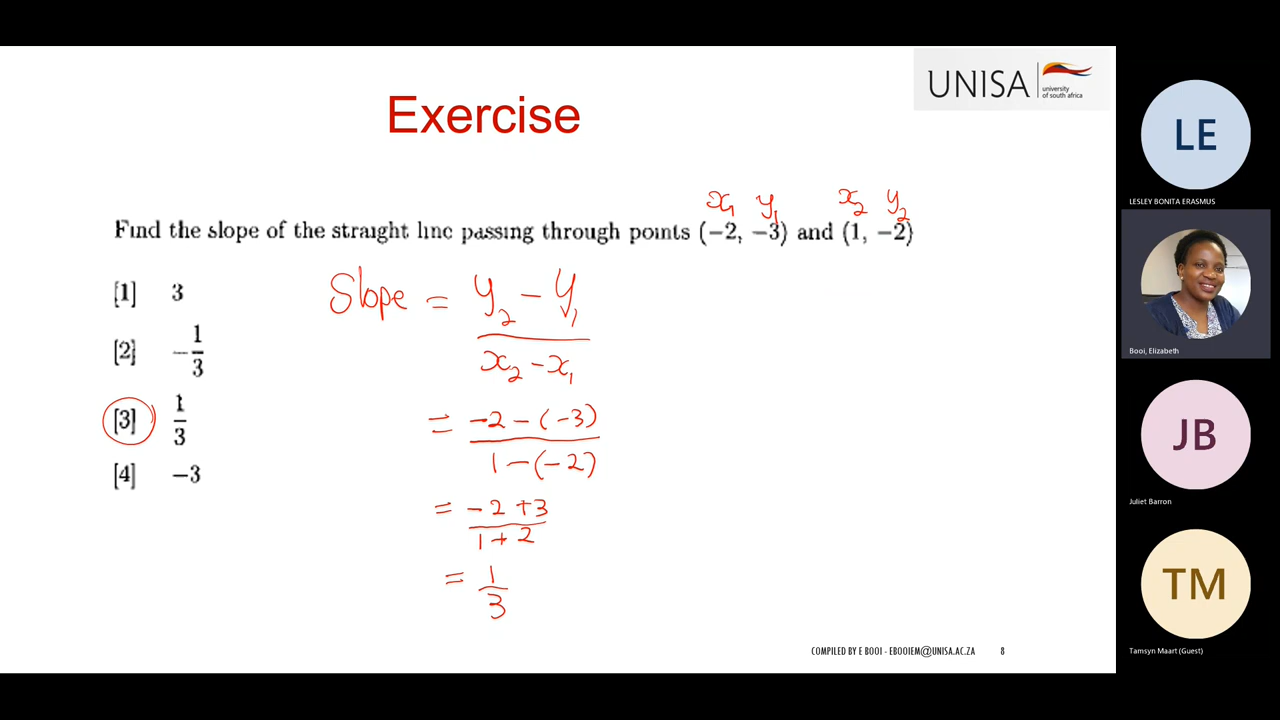 UNISA
university
of south africa
Exercise
x₁ y₁ x₂ y₂
Find the slope of the straight line passing through points (−2, −3) and (1, −2)
[1] 3
[2] −1/3
[3] 1/3
[4] −3
Slope = y₂ − y₁
x₂ − x₁
= −2 − (−3)
1 − (−2)
= −2 + 3
1 + 2
= 1
3
COMPILED BY E BOOI - EBOOIEM@UNISA.AC.ZA 8
LE
LESLEY BONITA ERASMUS
Booi, Elizabeth
JB
Juliet Barron
TM
Tamsyn Maart (Guest)